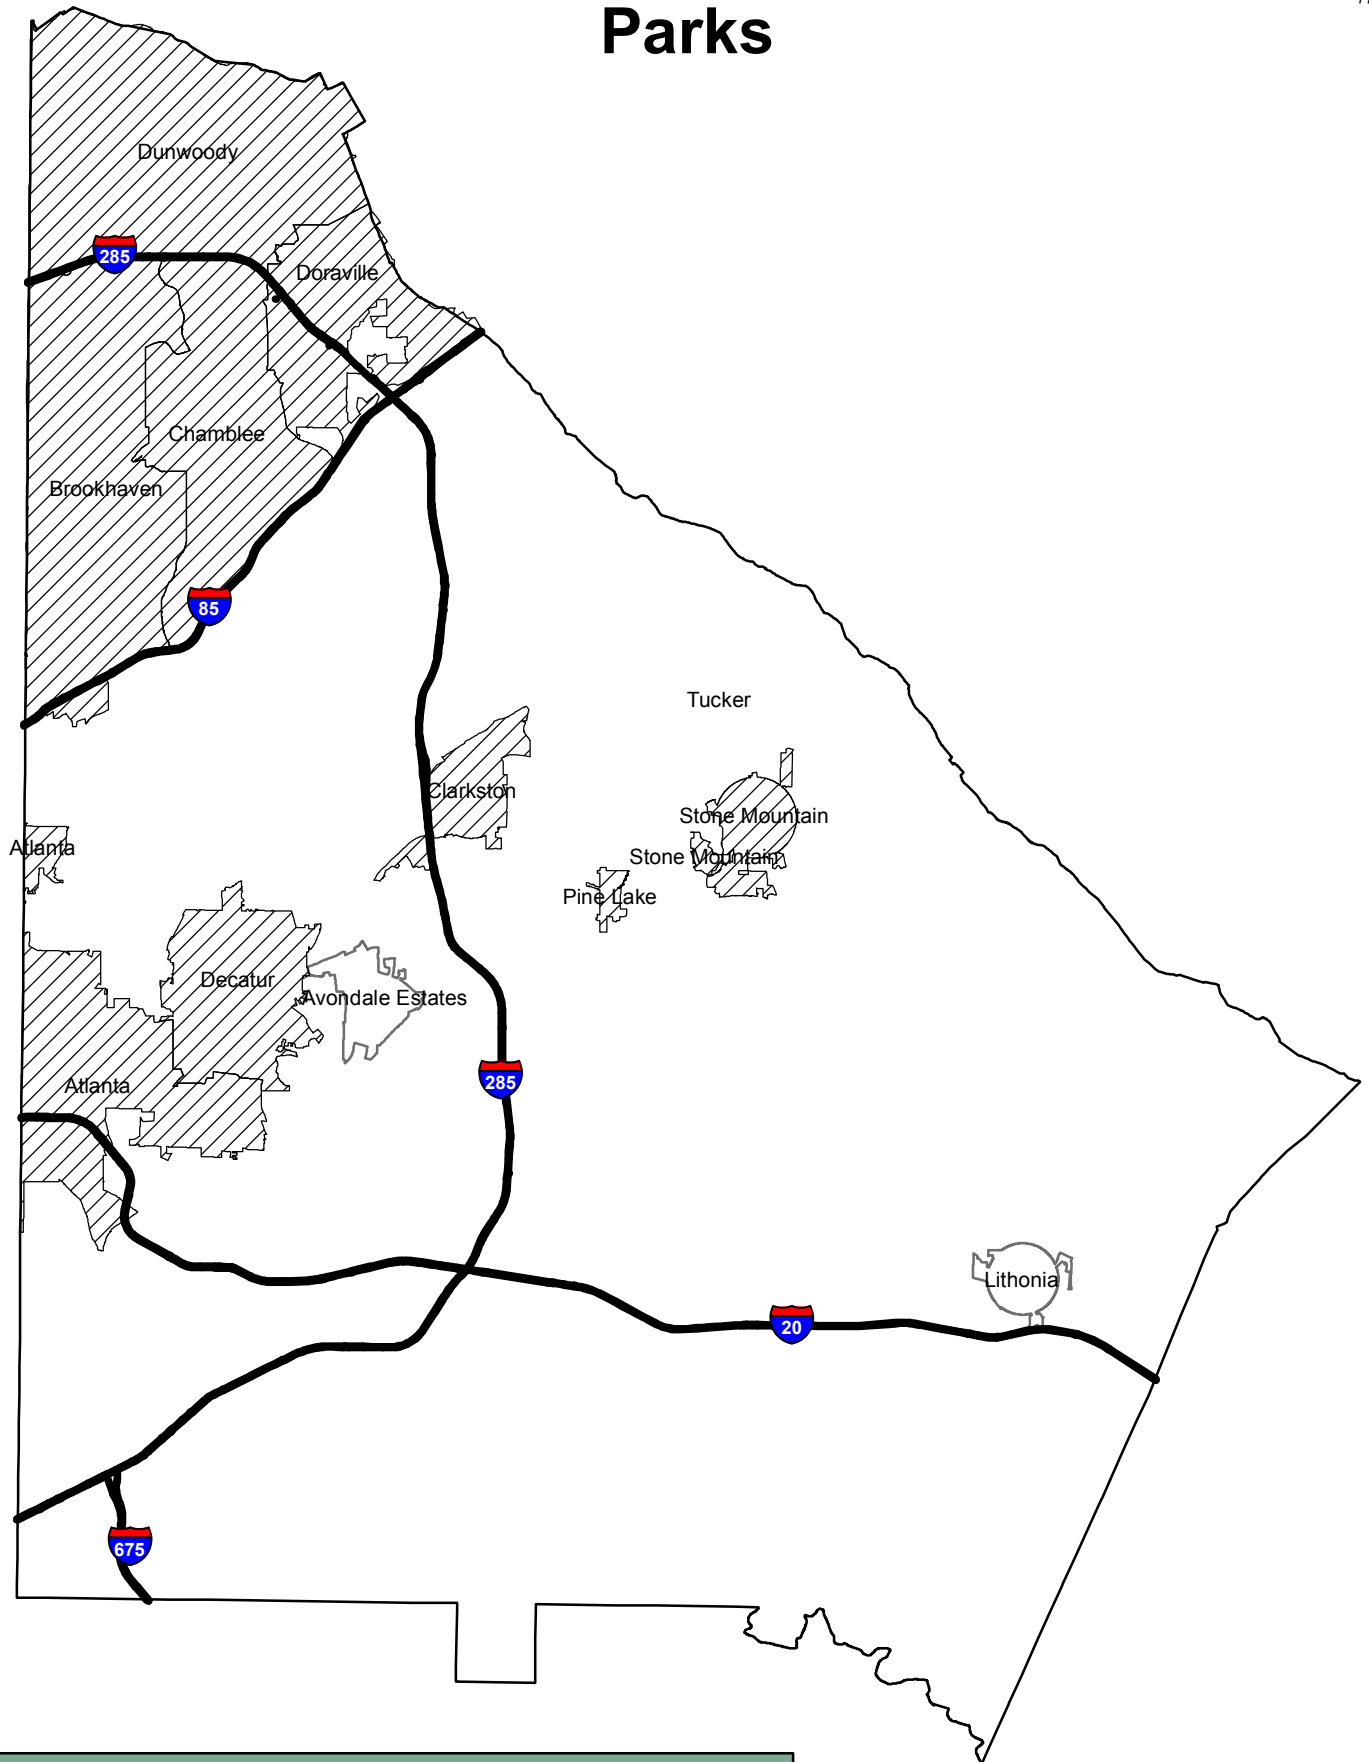 Parks
Dunwoody
285
Doraville
Chamblee
Brookhaven
85
Tucker
Clarkston
Stone Mountain
Atlanta
Stone Mountain
Pine Lake
Decatur
Avondale Estates
285
Atlanta
Lithonia
20
675